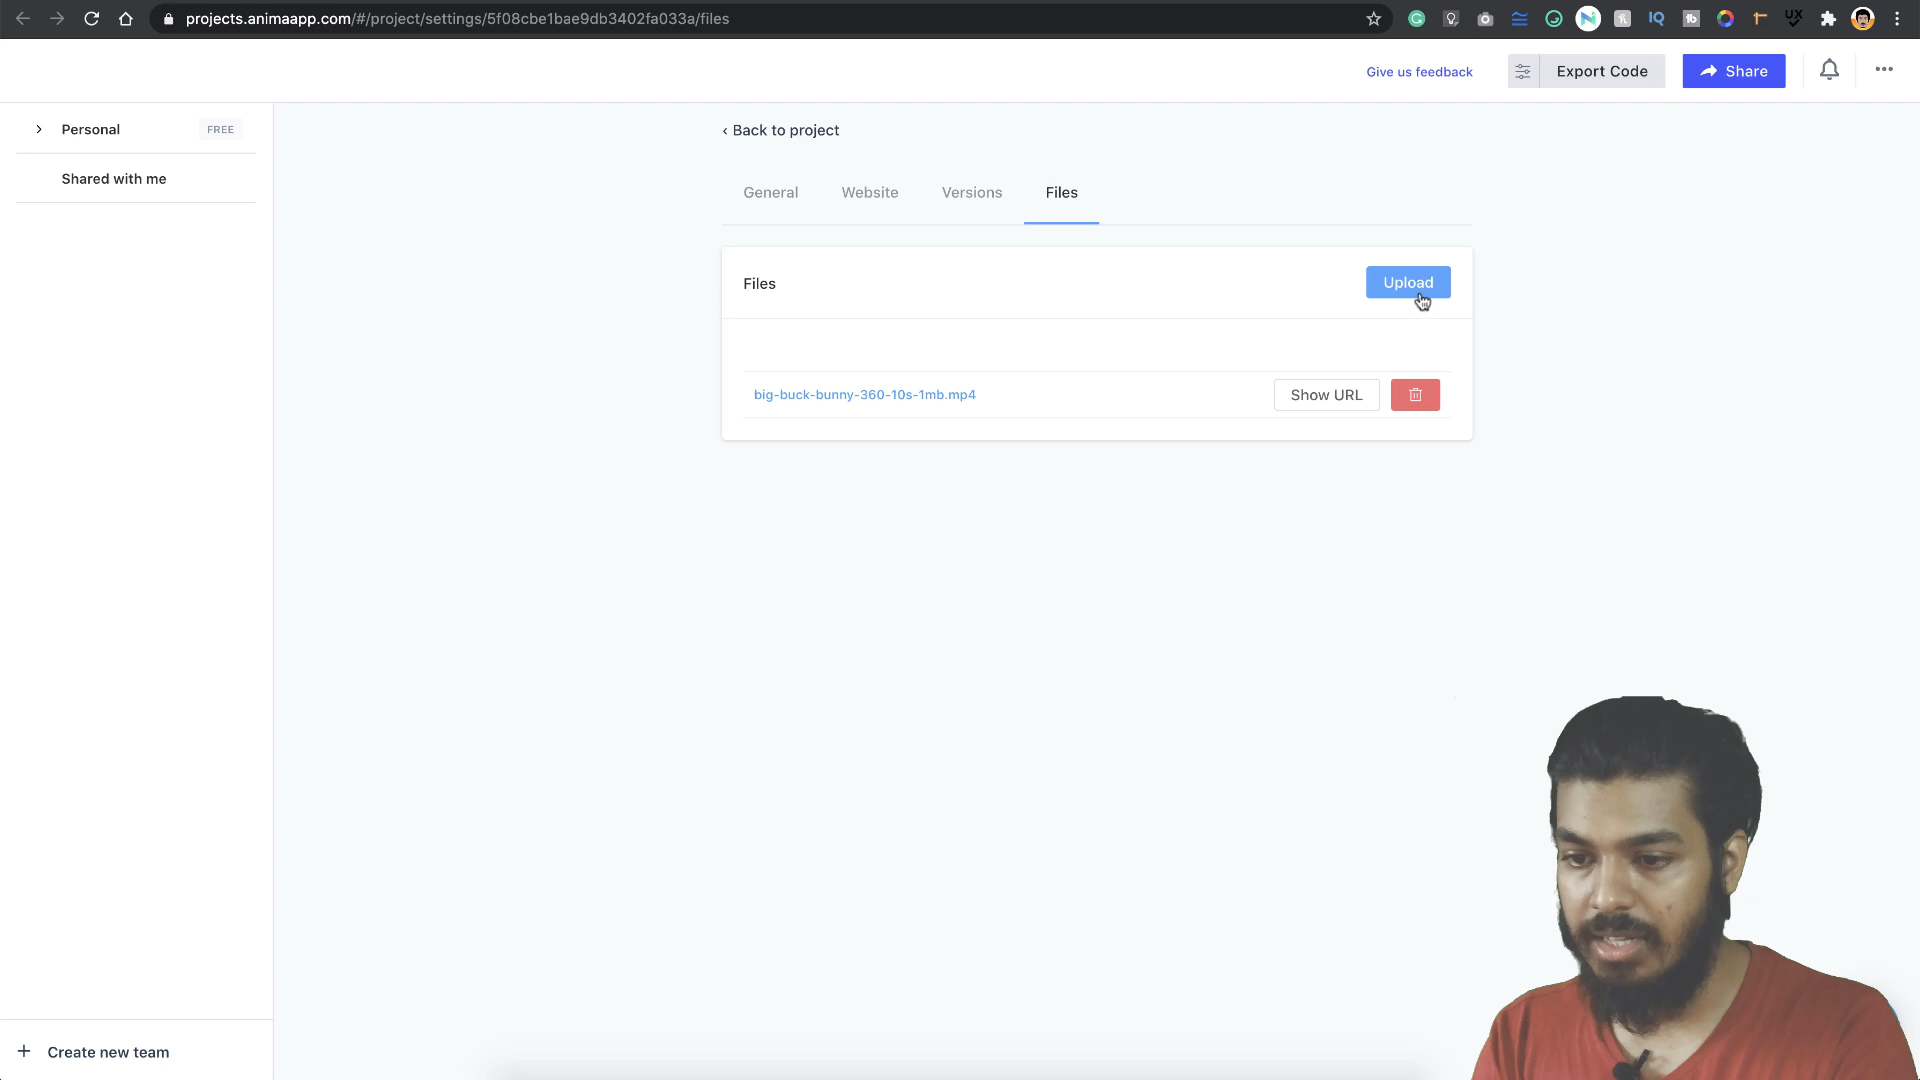 projects.animaapp.com/#/project/settings/5f08cbe1bae9db3402fa033a/files
Give us feedback
Export Code
Share
Personal
FREE
Shared with me
‹ Back to project
General
Website
Versions
Files
Files
Upload
big-buck-bunny-360-10s-1mb.mp4
Show URL
+ Create new team
IQ
UX